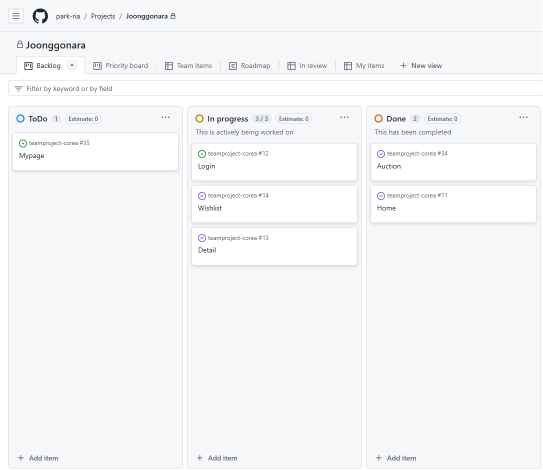 park-ria / Projects / Joonggonara
Joonggonara
Backlog Priority board Team items Roadmap In review My items + New view
Filter by keyword or by field
ToDo 1 Estimate: 0 ...
teamproject-corea #35
Mypage
+ Add item
In progress 3 / 3 Estimate: 0 ...
This is actively being worked on
teamproject-corea #12
Login
teamproject-corea #14
Wishlist
teamproject-corea #13
Detail
+ Add item
Done 2 Estimate: 0 ...
This has been completed
teamproject-corea #34
Auction
teamproject-corea #11
Home
+ Add item